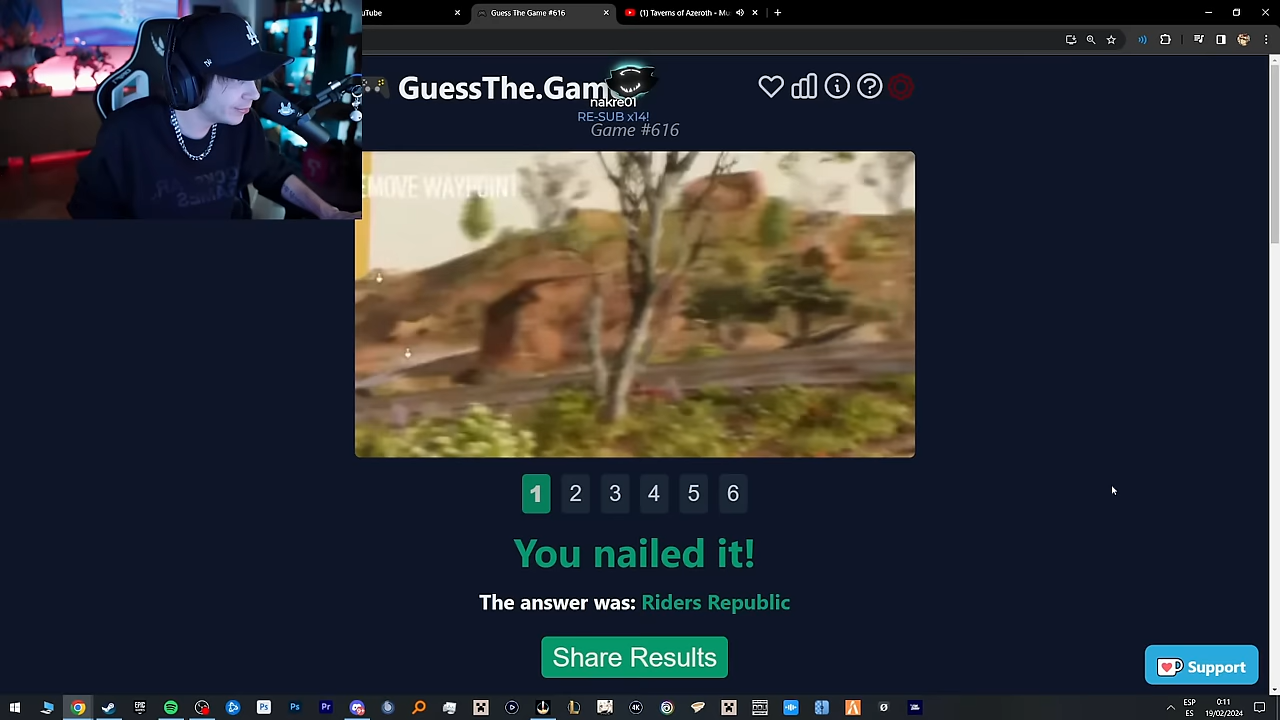 uTube
Guess The Game #616
(1) Taverns of Azeroth - Mu
GuessThe.Gam
nakre01
RE-SUB x14!
Game #616
EMOVE WAYPOINT
1 2 3 4 5 6
You nailed it!
The answer was: Riders Republic
Share Results
Support
ESP
ES
0:11
19/02/2024